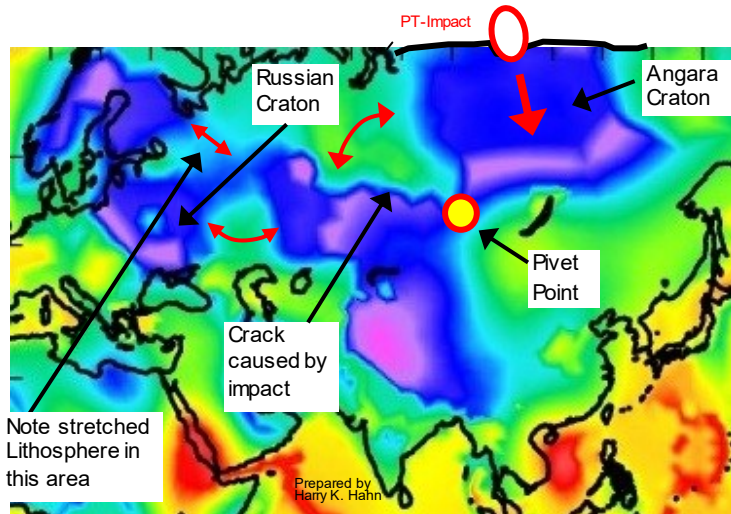 PT-Impact
Russian
Craton
Angara
Craton
Pivet
Point
Crack
caused by
impact
Note stretched
Lithosphere in
this area
Prepared by
Harry K. Hahn